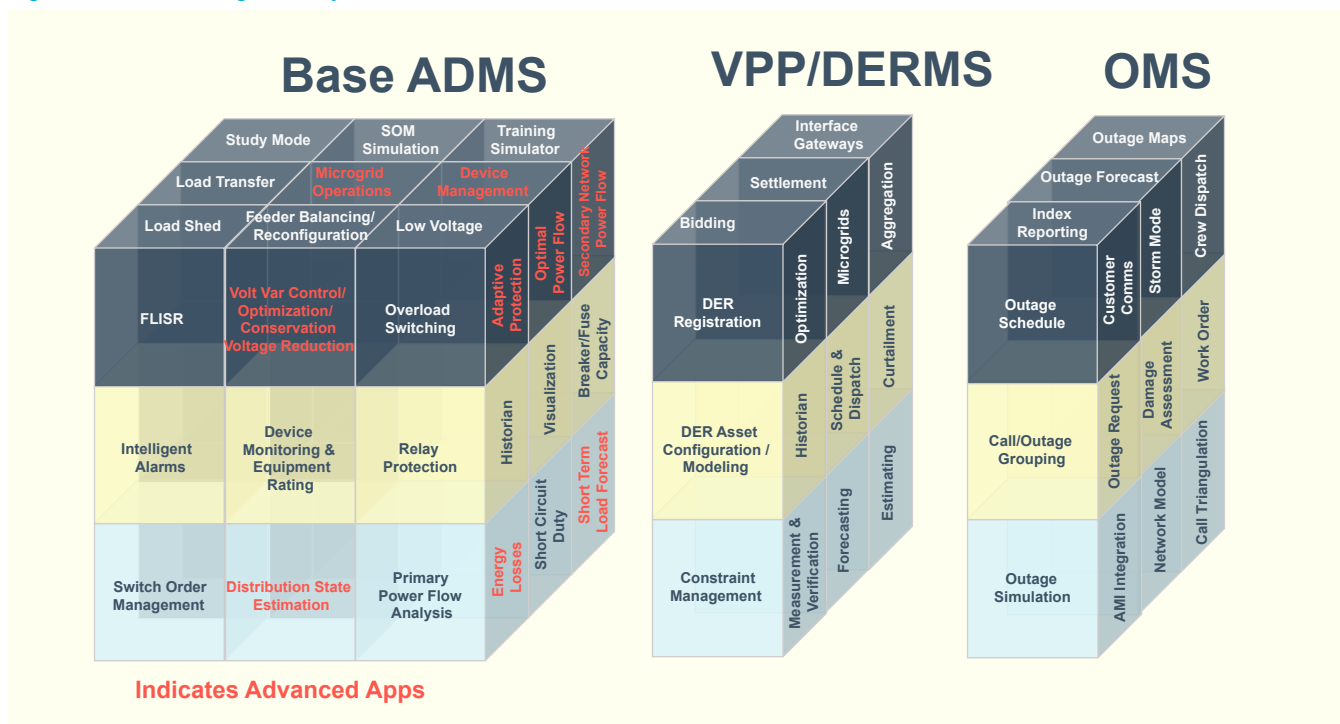 Base ADMS
VPP/DERMS
OMS
Study Mode
SOM
Simulation
Training
Simulator
Load Transfer
Microgrid
Operations
Device
Management
Load Shed
Feeder Balancing/
Reconfiguration
Low Voltage
FLISR
Volt Var Control/
Optimization/
Conservation
Voltage Reduction
Overload
Switching
Adaptive
Protection
Optimal
Power Flow
Secondary Network
Power Flow
Intelligent
Alarms
Device
Monitoring &
Equipment
Rating
Relay
Protection
Historian
Visualization
Breaker/Fuse
Capacity
Switch Order
Management
Distribution State
Estimation
Primary
Power Flow
Analysis
Energy
Losses
Short Circuit
Duty
Short Term
Load Forecast
Interface
Gateways
Settlement
Bidding
DER
Registration
Optimization
Microgrids
Aggregation
DER Asset
Configuration /
Modeling
Historian
Schedule &
Dispatch
Curtailment
Constraint
Management
Measurement &
Verification
Forecasting
Estimating
Outage Maps
Outage Forecast
Index
Reporting
Outage
Schedule
Customer
Comms
Storm Mode
Crew Dispatch
Call/Outage
Grouping
Outage Request
Damage
Assessment
Work Order
Outage
Simulation
AMI Integration
Network Model
Call Triangulation
Indicates Advanced Apps